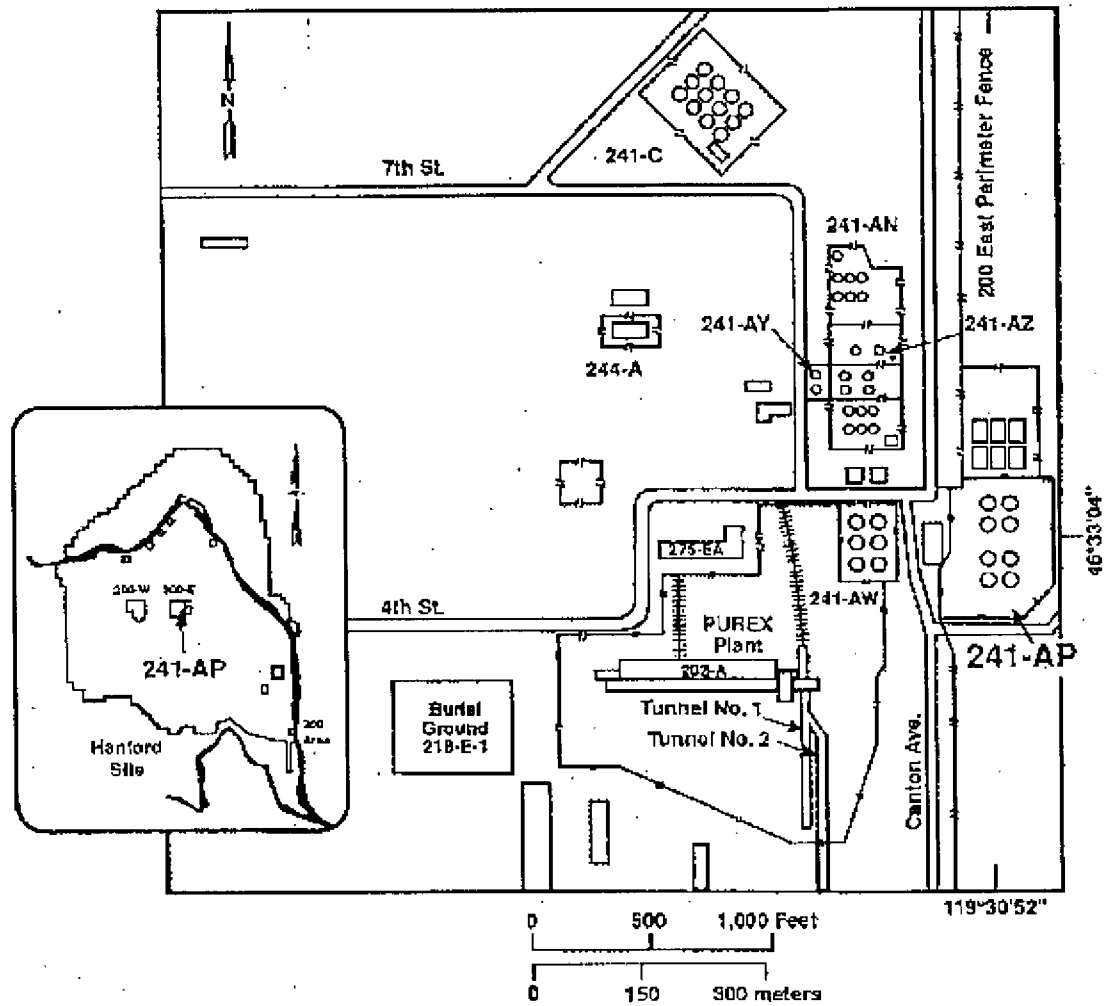 N
7th St.
241-C
200 East Perimeter Fence
241-AN
241-AY
241-AZ
244-A
46°33'04"
275-EA
4th St.
241-AW
PUREX
Plant
202-A
241-AP
Tunnel No. 1
Tunnel No. 2
Burial
Ground
218-E-1
Canton Ave.
200-W
200-E
241-AP
Hanford
Site
Area
119°30'52"
0 500 1,000 Feet
0 150 300 meters